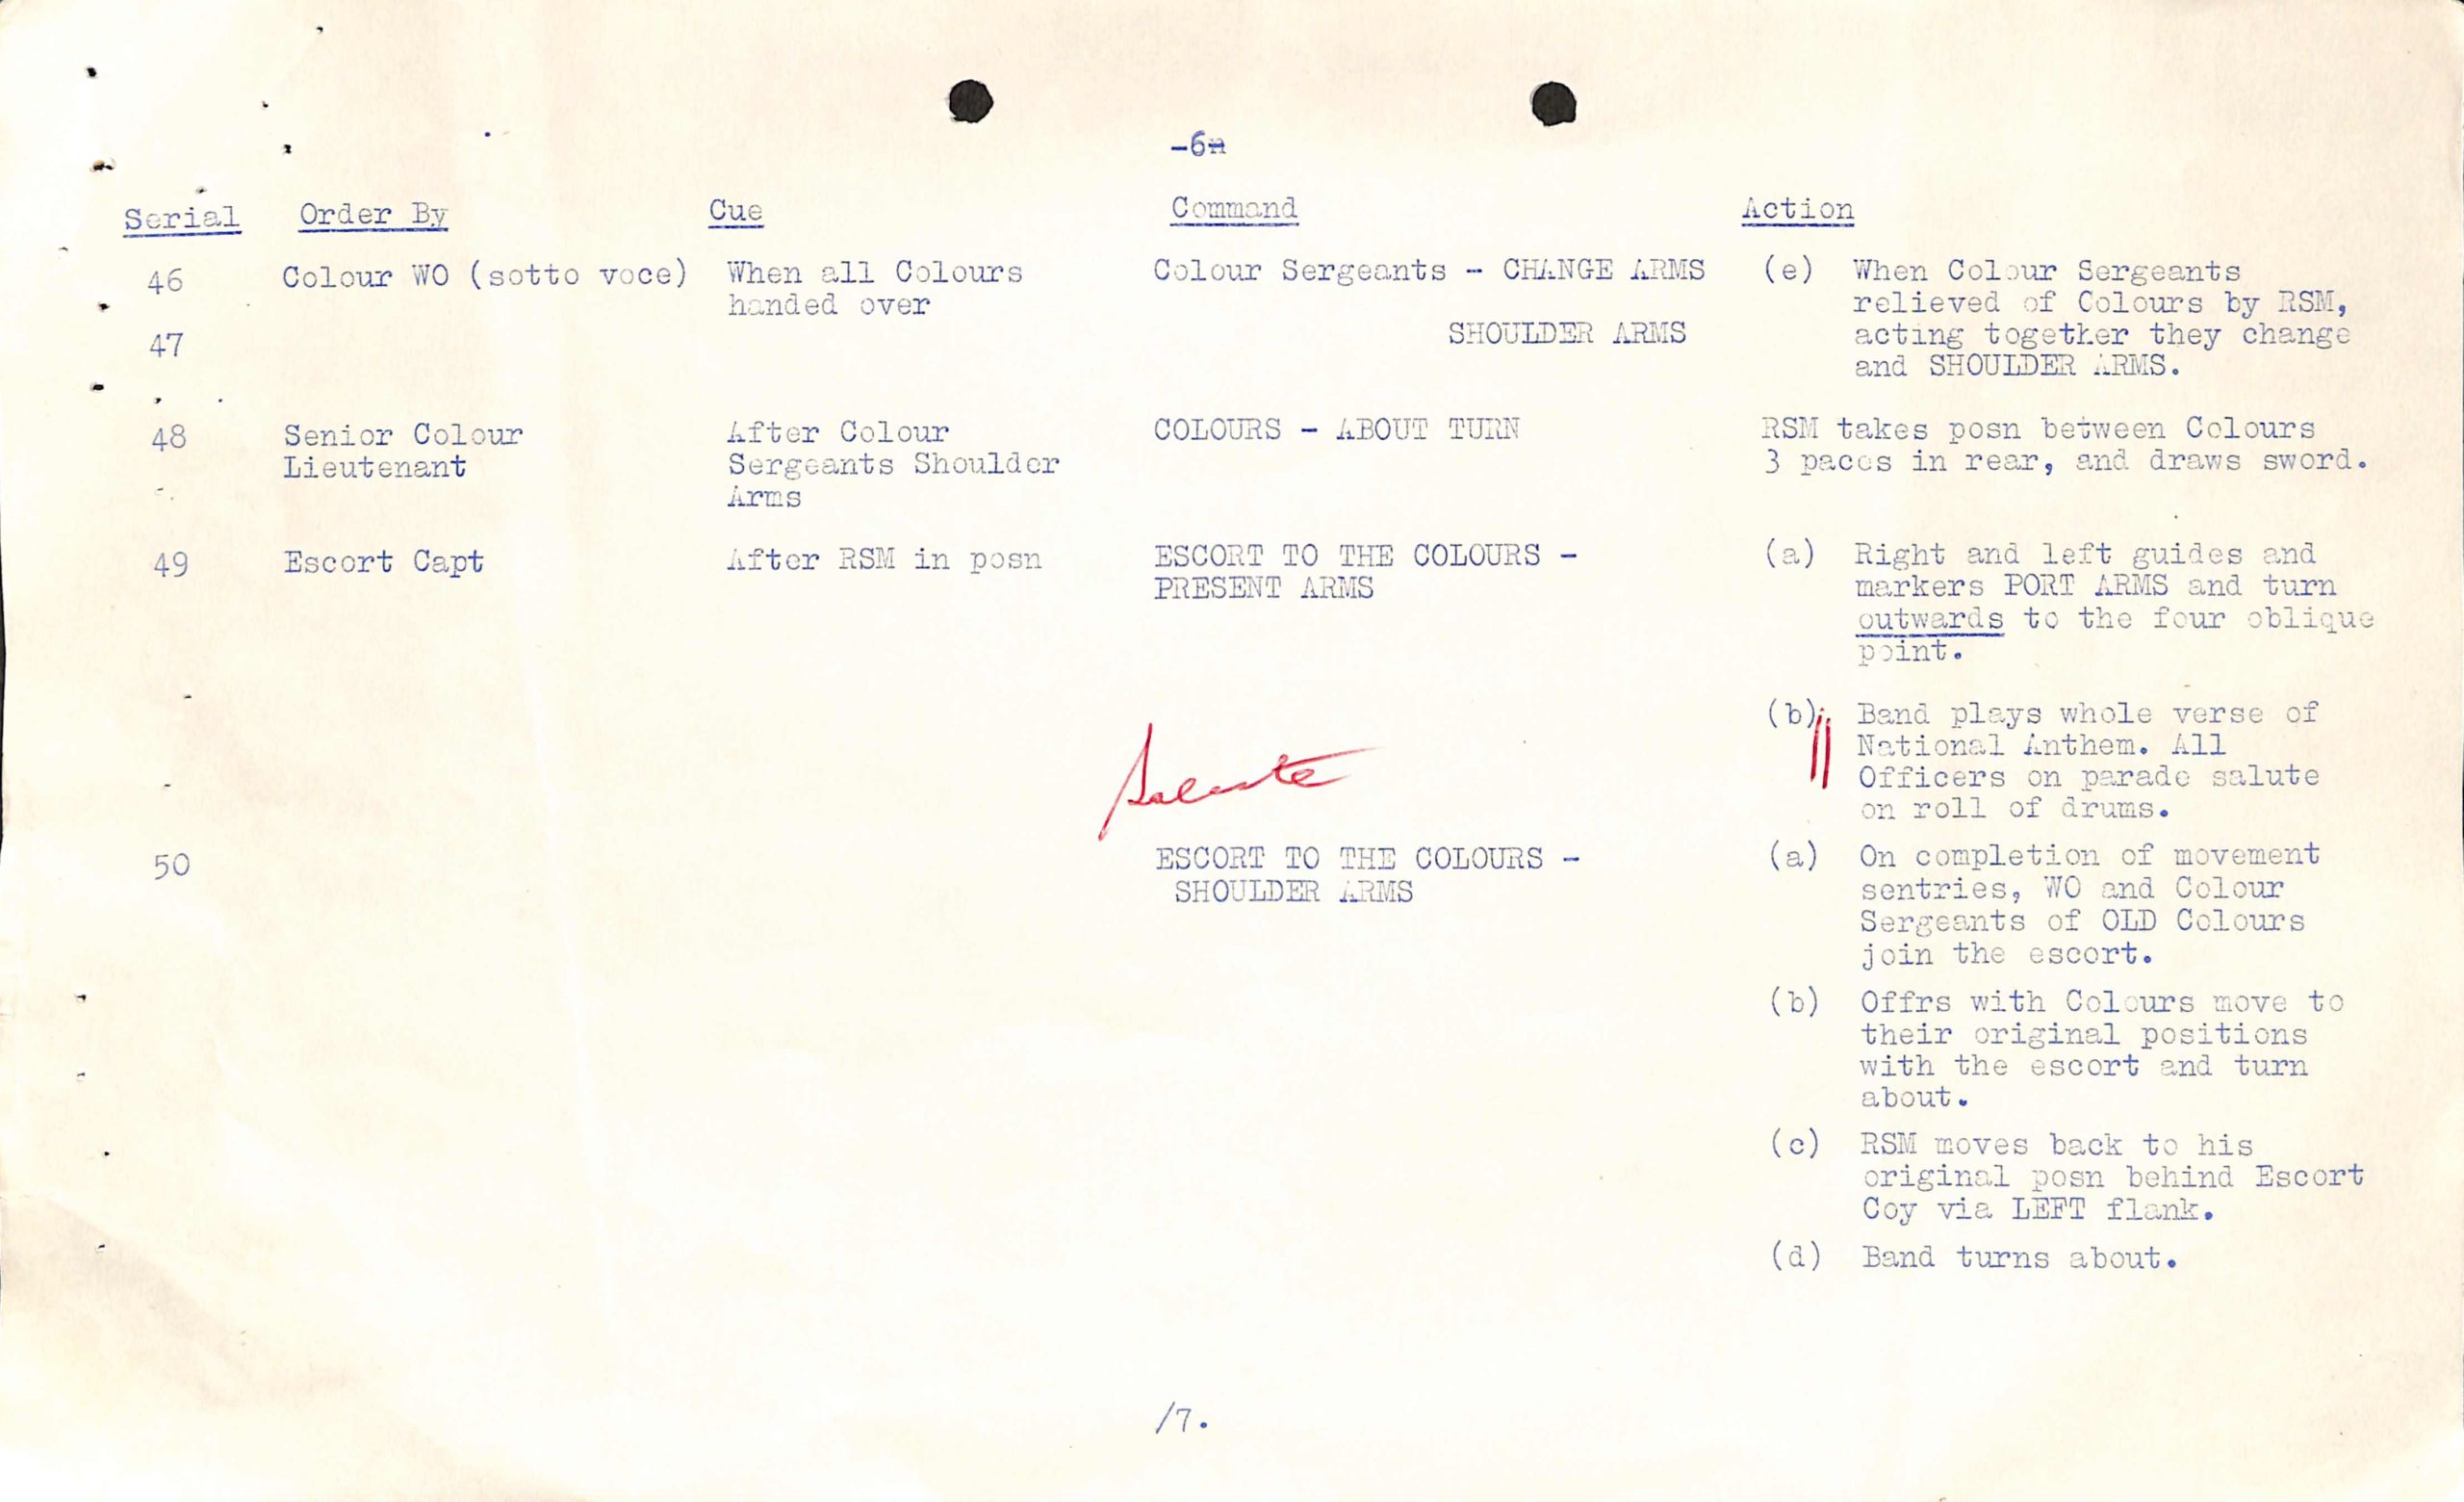 -6-
Serial Order By Cue Command Action
46 Colour WO (sotto voce) When all Colours Colour Sergeants - CHANGE ARMS (e) When Colour Sergeants
handed over relieved of Colours by RSM,
47 SHOULDER ARMS acting together they change
and SHOULDER ARMS.
48 Senior Colour After Colour COLOURS - ABOUT TURN RSM takes posn between Colours
Lieutenant Sergeants Shoulder 3 paces in rear, and draws sword.
Arms
49 Escort Capt After RSM in posn ESCORT TO THE COLOURS - (a) Right and left guides and
PRESENT ARMS markers PORT ARMS and turn
outwards to the four oblique
point.
(b) Band plays whole verse of
National Anthem. All
Salute Officers on parade salute
on roll of drums.
50 ESCORT TO THE COLOURS - (a) On completion of movement
SHOULDER ARMS sentries, WO and Colour
Sergeants of OLD Colours
join the escort.
(b) Offrs with Colours move to
their original positions
with the escort and turn
about.
(c) RSM moves back to his
original posn behind Escort
Coy via LEFT flank.
(d) Band turns about.
/7.